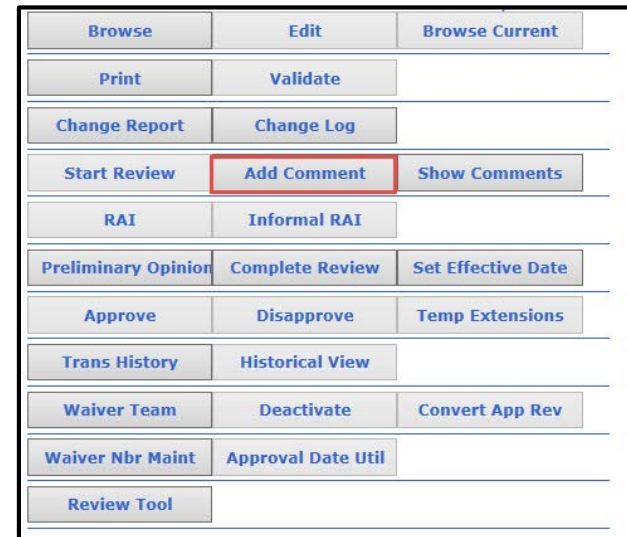 Browse Edit Browse Current
Print Validate
Change Report Change Log
Start Review Add Comment Show Comments
RAI Informal RAI
Preliminary Opinion Complete Review Set Effective Date
Approve Disapprove Temp Extensions
Trans History Historical View
Waiver Team Deactivate Convert App Rev
Waiver Nbr Maint Approval Date Util
Review Tool